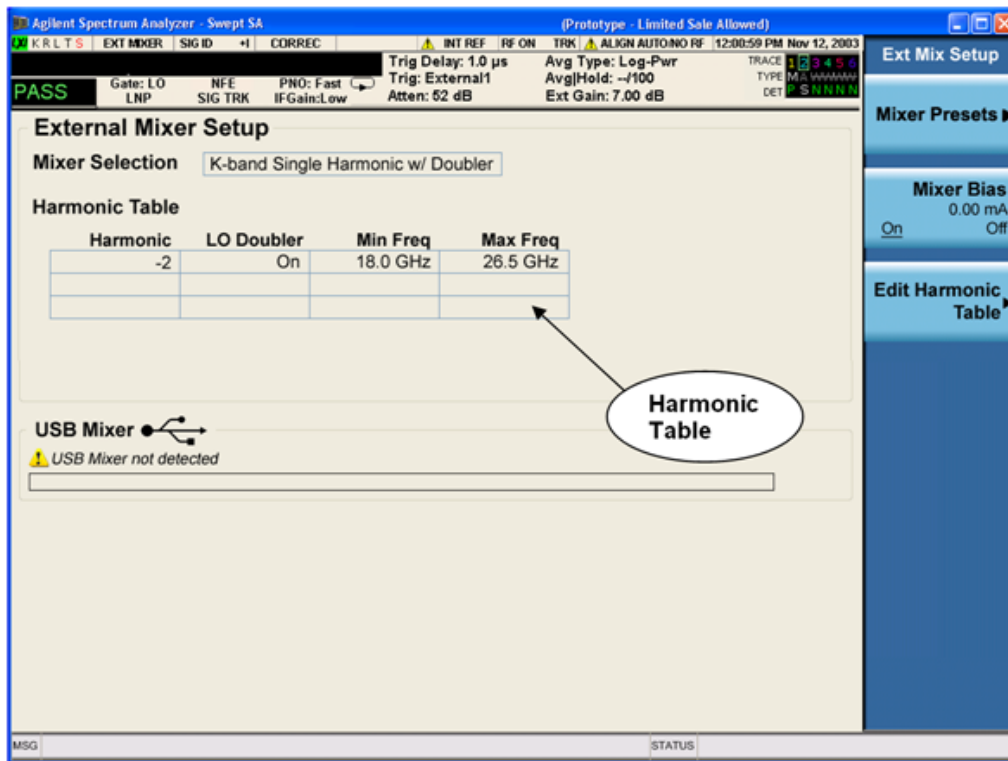 Agilent Spectrum Analyzer - Swept SA (Prototype - Limited Sale Allowed)
K R L T S EXT MIXER SIG ID +I CORREC INT REF RF ON TRK ALIGN AUTO:NO RF 12:00:59 PM Nov 12, 2003
PASS
Gate: LO
LNP
NFE
SIG TRK
PNO: Fast
IFGain:Low
Trig Delay: 1.0 µs
Trig: External1
Atten: 52 dB
Avg Type: Log-Pwr
Avg|Hold: --/100
Ext Gain: 7.00 dB
TRACE 1 2 3 4 5 6
TYPE M A W W W W
DET P S N N N N
Ext Mix Setup
Mixer Presets
Mixer Bias
0.00 mA
On Off
Edit Harmonic
Table
External Mixer Setup
Mixer Selection K-band Single Harmonic w/ Doubler
Harmonic Table
Harmonic LO Doubler Min Freq Max Freq
-2 On 18.0 GHz 26.5 GHz
Harmonic
Table
USB Mixer
USB Mixer not detected
MSG STATUS